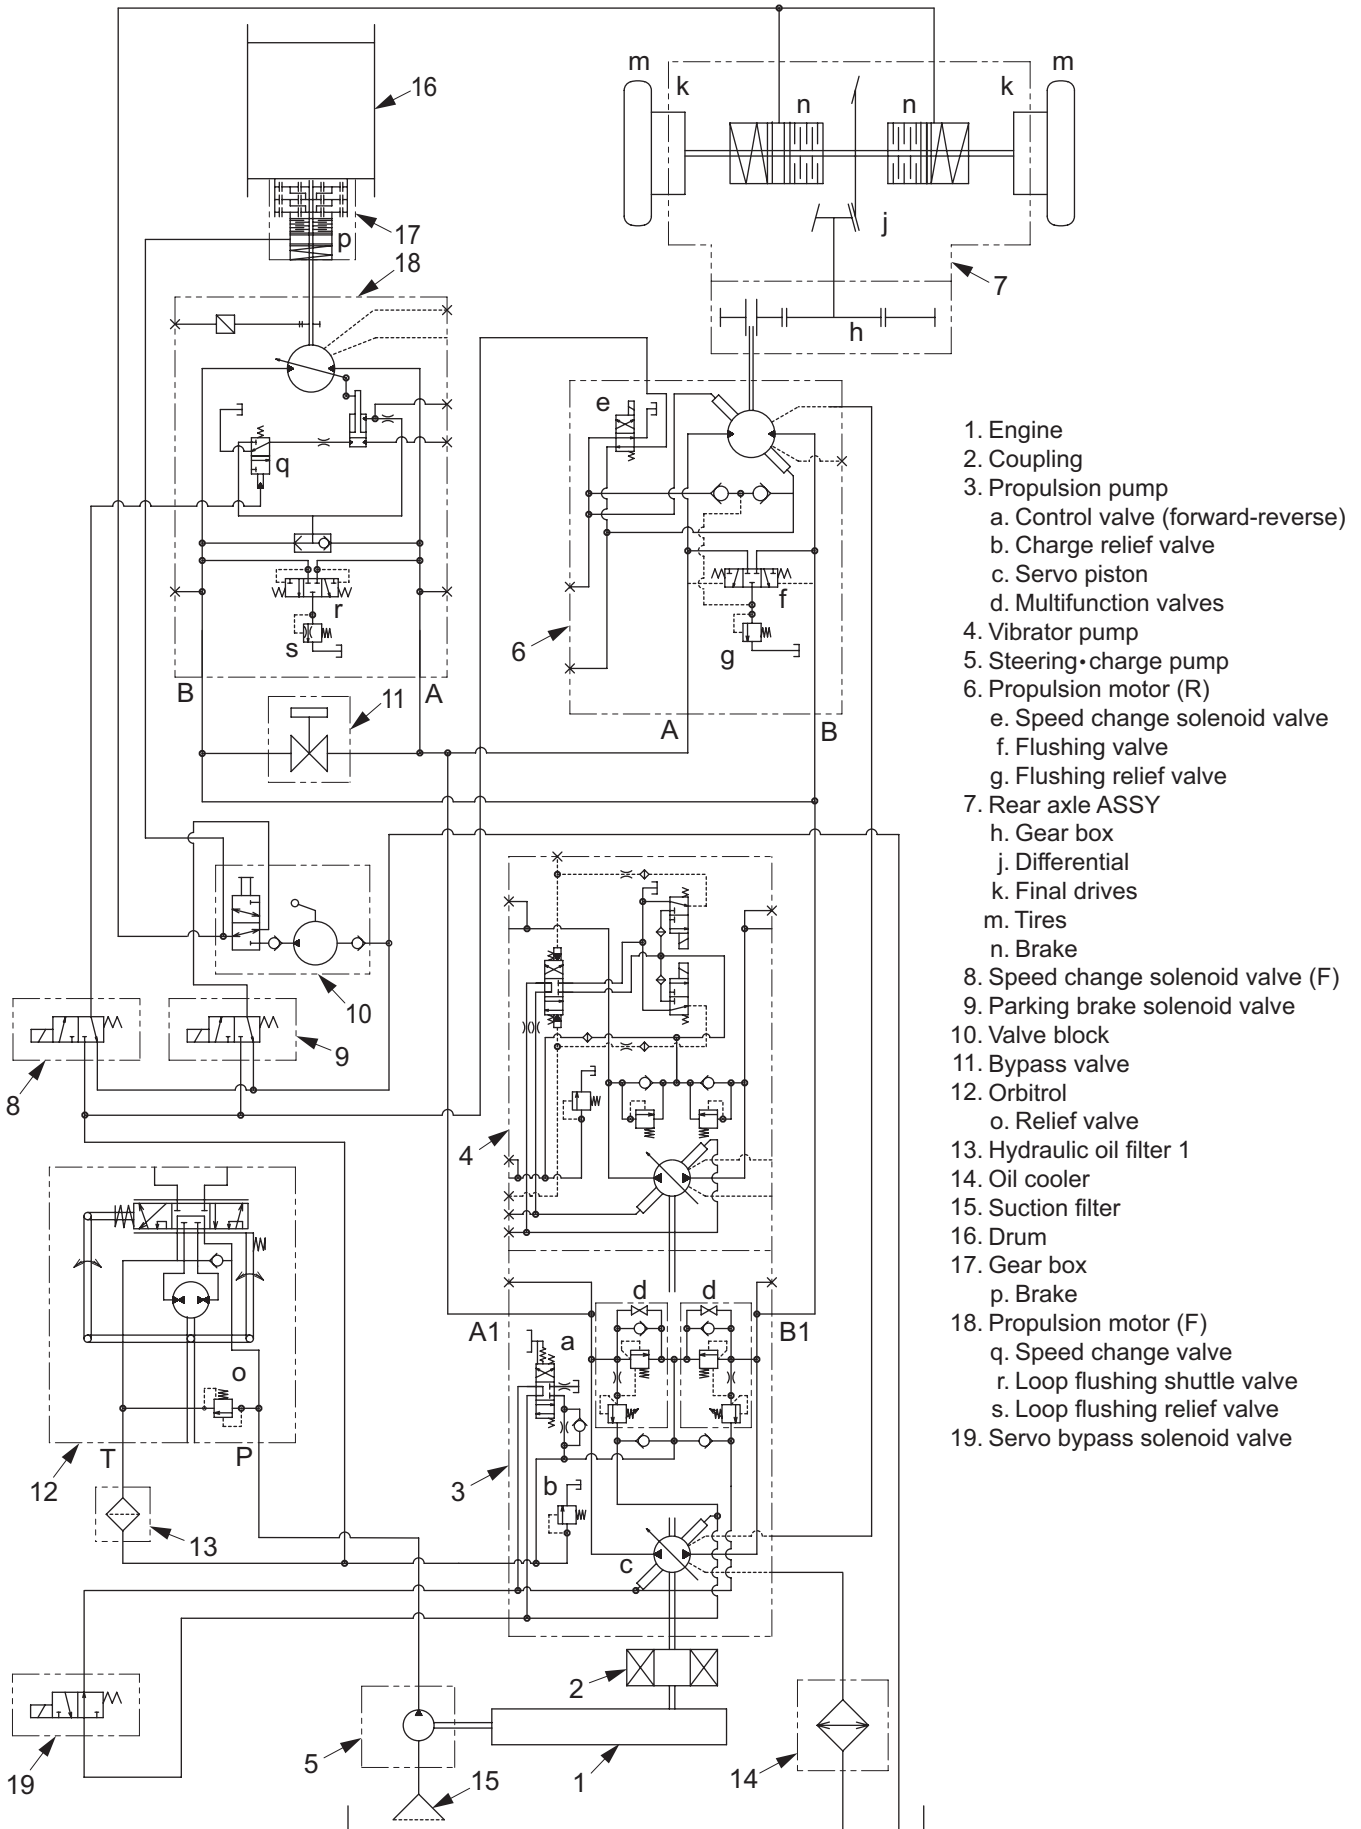 m
k
n
n
k
m
16
j
p
17
18
7
h
e
q
r
f
s
6
g
B
A
11
A
B
10
9
8
4
d
d
A1
B1
a
o
T
P
12
3
b
13
c
2
19
5
15
1
14
1. Engine
2. Coupling
3. Propulsion pump
a. Control valve (forward-reverse)
b. Charge relief valve
c. Servo piston
d. Multifunction valves
4. Vibrator pump
5. Steering•charge pump
6. Propulsion motor (R)
e. Speed change solenoid valve
f. Flushing valve
g. Flushing relief valve
7. Rear axle ASSY
h. Gear box
j. Differential
k. Final drives
m. Tires
n. Brake
8. Speed change solenoid valve (F)
9. Parking brake solenoid valve
10. Valve block
11. Bypass valve
12. Orbitrol
o. Relief valve
13. Hydraulic oil filter 1
14. Oil cooler
15. Suction filter
16. Drum
17. Gear box
p. Brake
18. Propulsion motor (F)
q. Speed change valve
r. Loop flushing shuttle valve
s. Loop flushing relief valve
19. Servo bypass solenoid valve